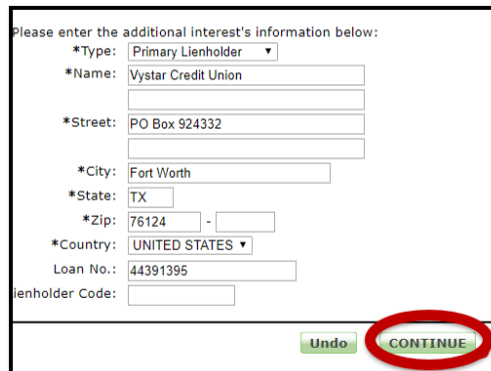 Please enter the additional interest's information below:
*Type: Primary Lienholder
*Name: Vystar Credit Union
*Street: PO Box 924332
*City: Fort Worth
*State: TX
*Zip: 76124 -
*Country: UNITED STATES
Loan No.: 44391395
ienholder Code:
Undo CONTINUE